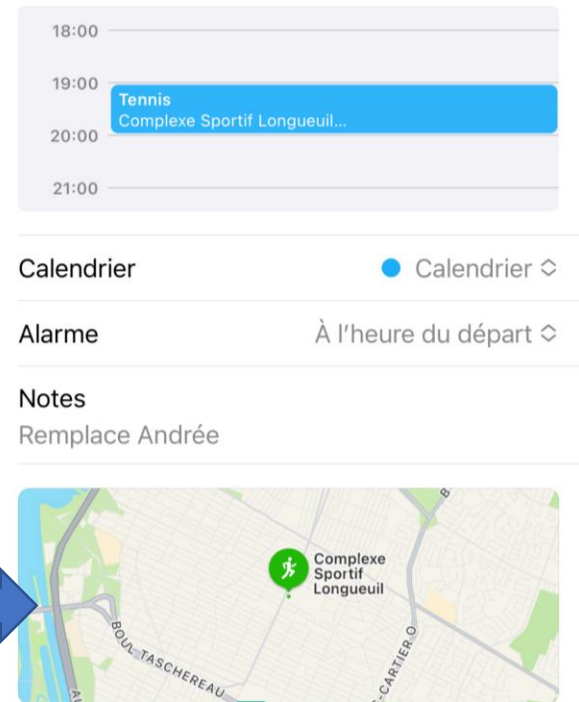 18:00
19:00
Tennis
Complexe Sportif Longueuil...
20:00
21:00
Calendrier
Calendrier
Alarme
À l'heure du départ
Notes
Remplace Andrée
Complexe
Sportif
Longueuil
BOUL TASCHEREAU
-CARTIER O